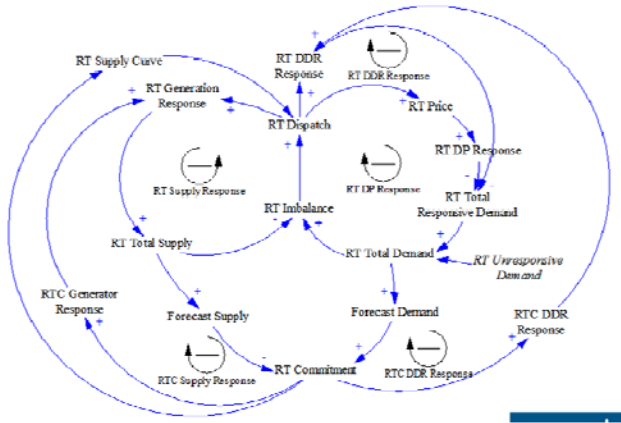 RT Supply Curve
RT DDR
Response
RT DDR Response
RT Generation
Response
RT Price
RT Dispatch
RT DP Response
RT Supply Response
RT DP Response
RT Total
Responsive Demand
RT Imbalance
RT Total Supply
RT Total Demand
RT Unresponsive
Demand
RTC Generator
Response
Forecast Supply
Forecast Demand
RTC DDR
Response
RTC Supply Response
RT Commitment
RTC DDR Response